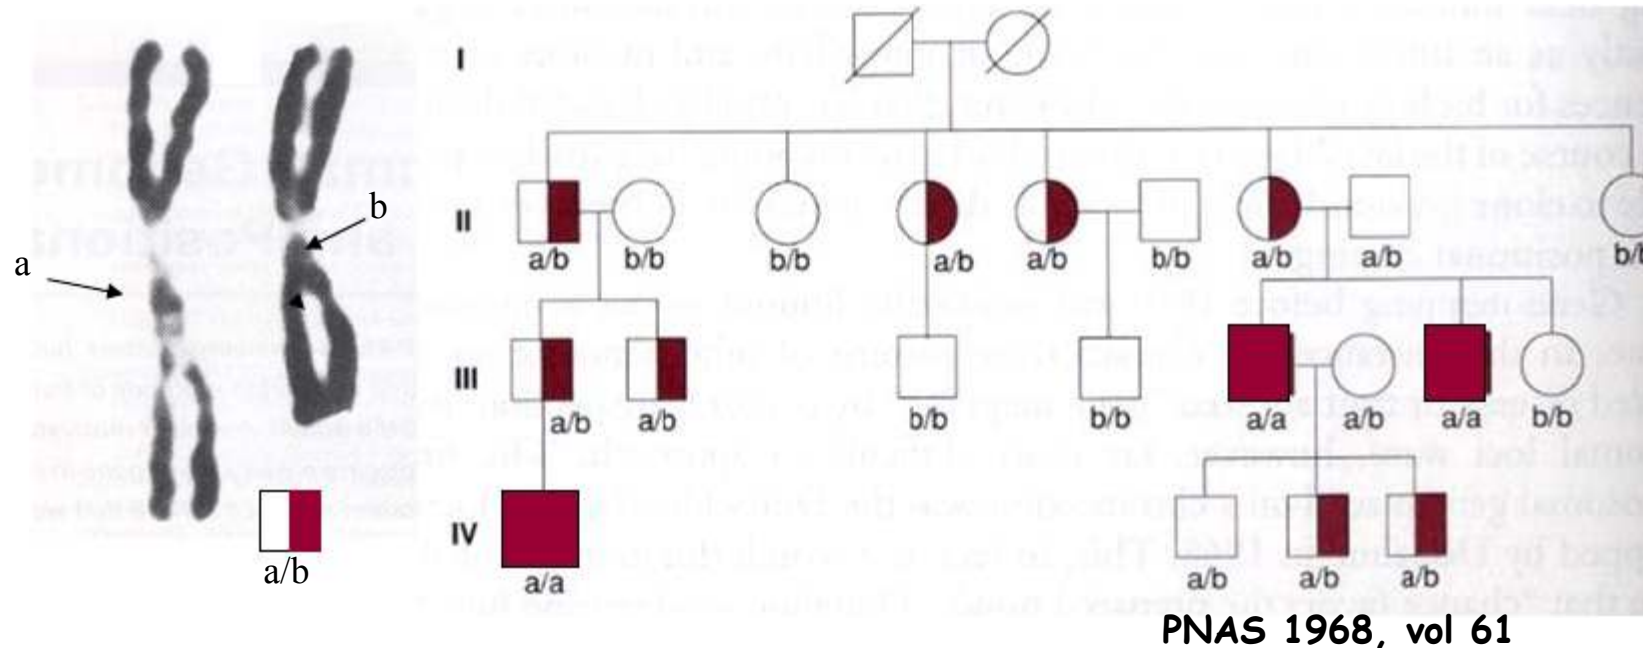 I
b
II
a
a/b b/b b/b a/b a/b b/b a/b a/b
III
a/b a/b b/b b/b a/a a/b a/a b/b
IV
a/b a/a a/b a/b a/b
PNAS 1968, vol 61